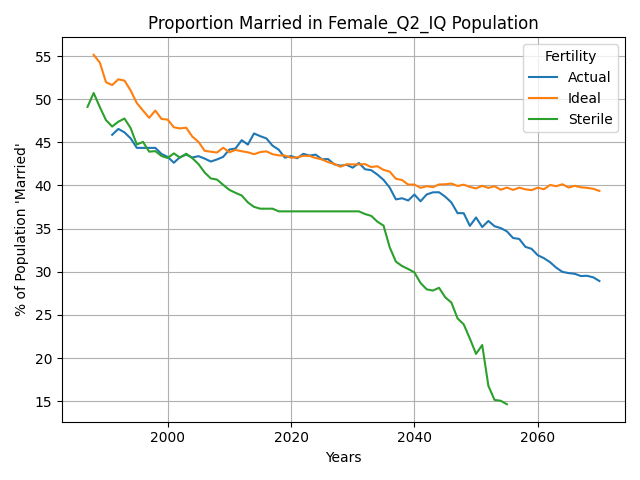 Proportion Married in Female_Q2_IQ Population
% of Population 'Married'
55
50
45
40
35
30
25
20
15
Fertility
Actual
Ideal
Sterile
2000 2020 2040 2060
Years